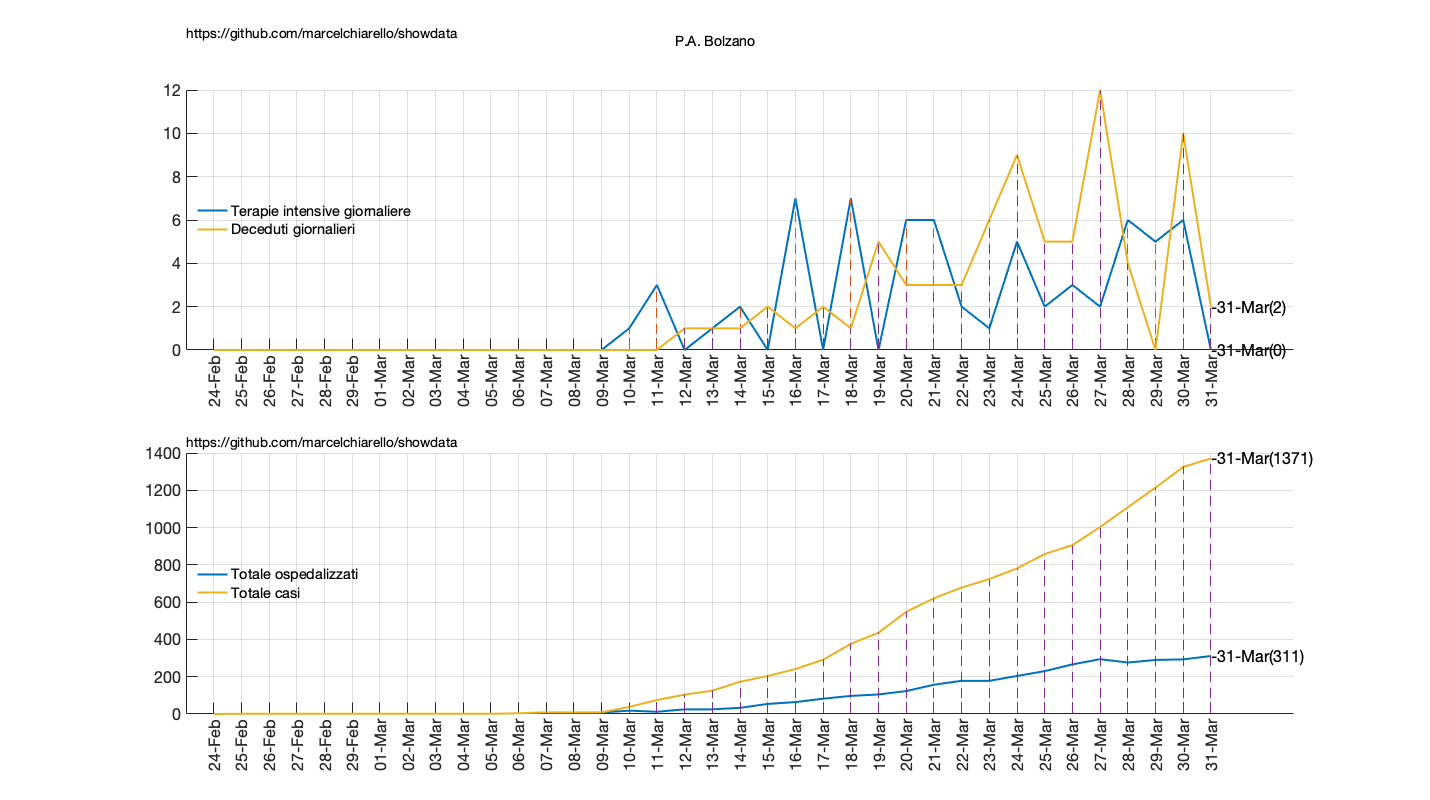 https://github.com/marcelchiarello/showdata
P.A. Bolzano
12
10
8
6
4
2
0
Terapie intensive giornaliere
Deceduti giornalieri
-31-Mar(2)
-31-Mar(0)
24-Feb
25-Feb
26-Feb
27-Feb
28-Feb
29-Feb
01-Mar
02-Mar
03-Mar
04-Mar
05-Mar
06-Mar
07-Mar
08-Mar
09-Mar
10-Mar
11-Mar
12-Mar
13-Mar
14-Mar
15-Mar
16-Mar
17-Mar
18-Mar
19-Mar
20-Mar
21-Mar
22-Mar
23-Mar
24-Mar
25-Mar
26-Mar
27-Mar
28-Mar
29-Mar
30-Mar
31-Mar
https://github.com/marcelchiarello/showdata
1400
1200
1000
800
600
400
200
0
Totale ospedalizzati
Totale casi
-31-Mar(1371)
-31-Mar(311)
24-Feb
25-Feb
26-Feb
27-Feb
28-Feb
29-Feb
01-Mar
02-Mar
03-Mar
04-Mar
05-Mar
06-Mar
07-Mar
08-Mar
09-Mar
10-Mar
11-Mar
12-Mar
13-Mar
14-Mar
15-Mar
16-Mar
17-Mar
18-Mar
19-Mar
20-Mar
21-Mar
22-Mar
23-Mar
24-Mar
25-Mar
26-Mar
27-Mar
28-Mar
29-Mar
30-Mar
31-Mar